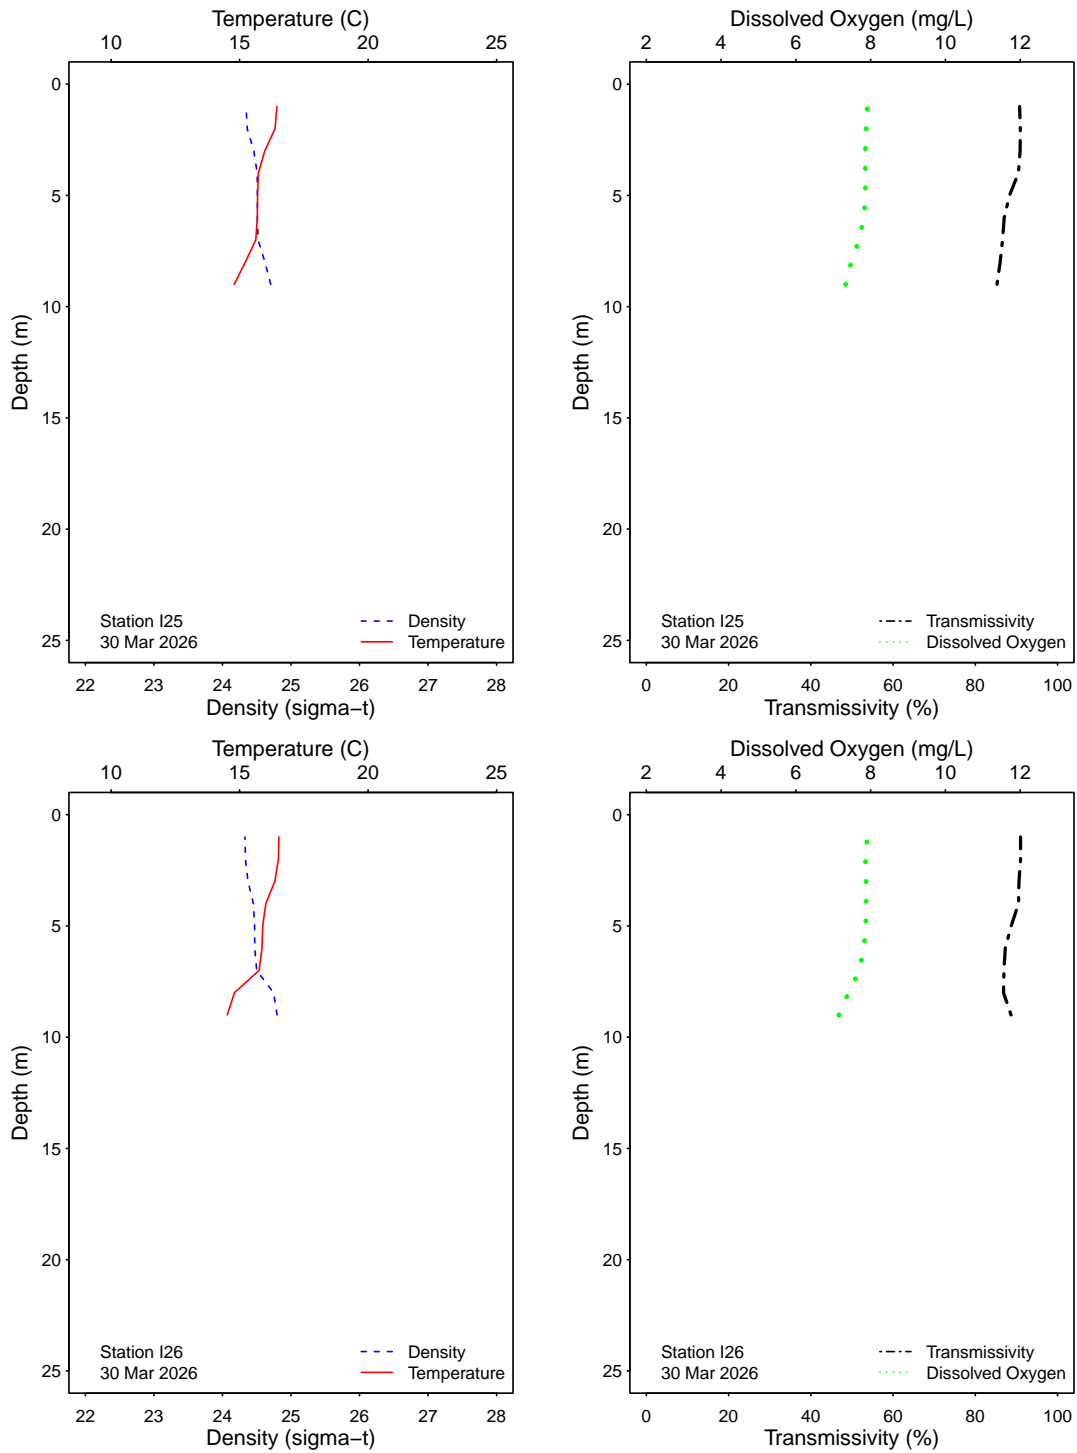 Temperature (C)
10 15 20 25
0
5
10
15
20
25
Depth (m)
Station I25
30 Mar 2026
Density
Temperature
22 23 24 25 26 27 28
Density (sigma−t)
Dissolved Oxygen (mg/L)
2 4 6 8 10 12
0
5
10
15
20
25
Depth (m)
Station I25
30 Mar 2026
Transmissivity
Dissolved Oxygen
0 20 40 60 80 100
Transmissivity (%)
Temperature (C)
10 15 20 25
0
5
10
15
20
25
Depth (m)
Station I26
30 Mar 2026
Density
Temperature
22 23 24 25 26 27 28
Density (sigma−t)
Dissolved Oxygen (mg/L)
2 4 6 8 10 12
0
5
10
15
20
25
Depth (m)
Station I26
30 Mar 2026
Transmissivity
Dissolved Oxygen
0 20 40 60 80 100
Transmissivity (%)